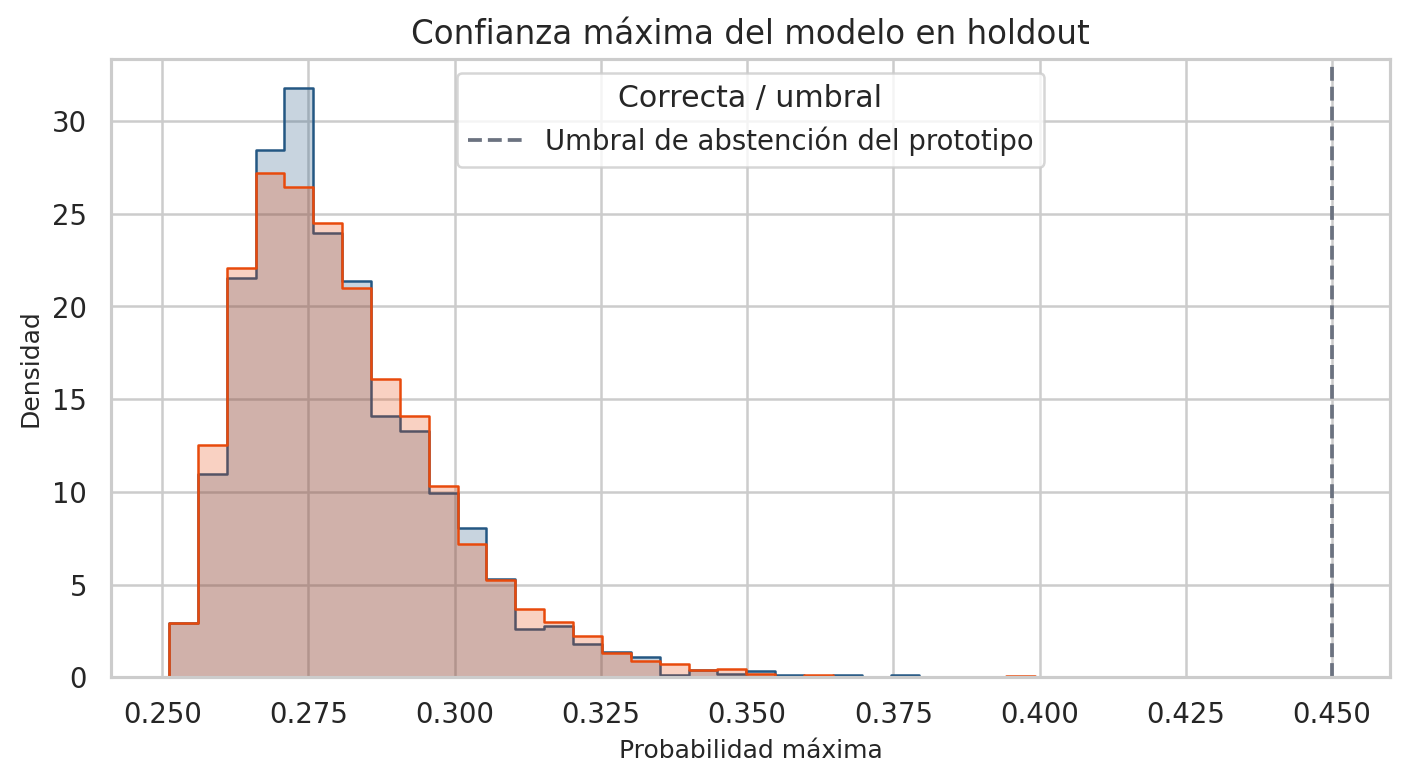 Confianza máxima del modelo en holdout
Correcta / umbral
Umbral de abstención del prototipo
Densidad
30
25
20
15
10
5
0
0.250 0.275 0.300 0.325 0.350 0.375 0.400 0.425 0.450
Probabilidad máxima